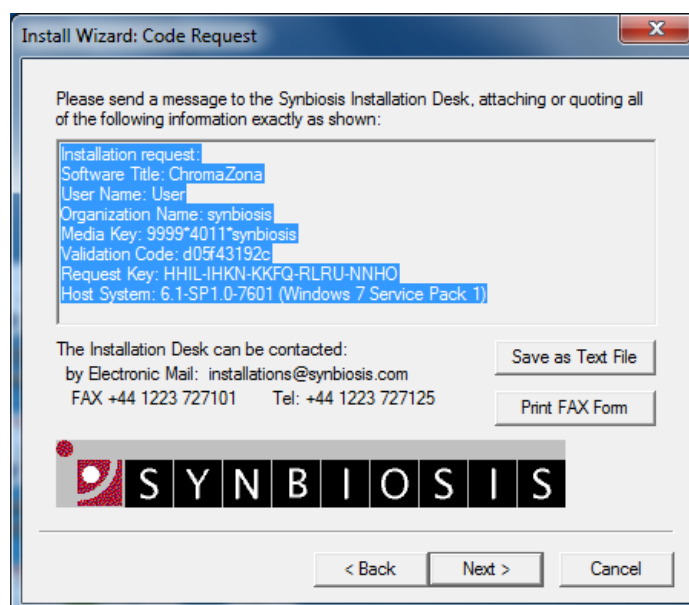 Install Wizard: Code Request
Please send a message to the Synbiosis Installation Desk, attaching or quoting all
of the following information exactly as shown:
Installation request:
Software Title: ChromaZona
User Name: User
Organization Name: synbiosis
Media Key: 9999*4011*synbiosis
Validation Code: d05f43192c
Request Key: HHIL-IHKN-KKFQ-RLRU-NNHO
Host System: 6.1-SP1.0-7601 (Windows 7 Service Pack 1)
The Installation Desk can be contacted:
by Electronic Mail: installations@synbiosis.com
FAX +44 1223 727101 Tel: +44 1223 727125
Save as Text File
Print FAX Form
SYNBIOSIS
< Back Next > Cancel